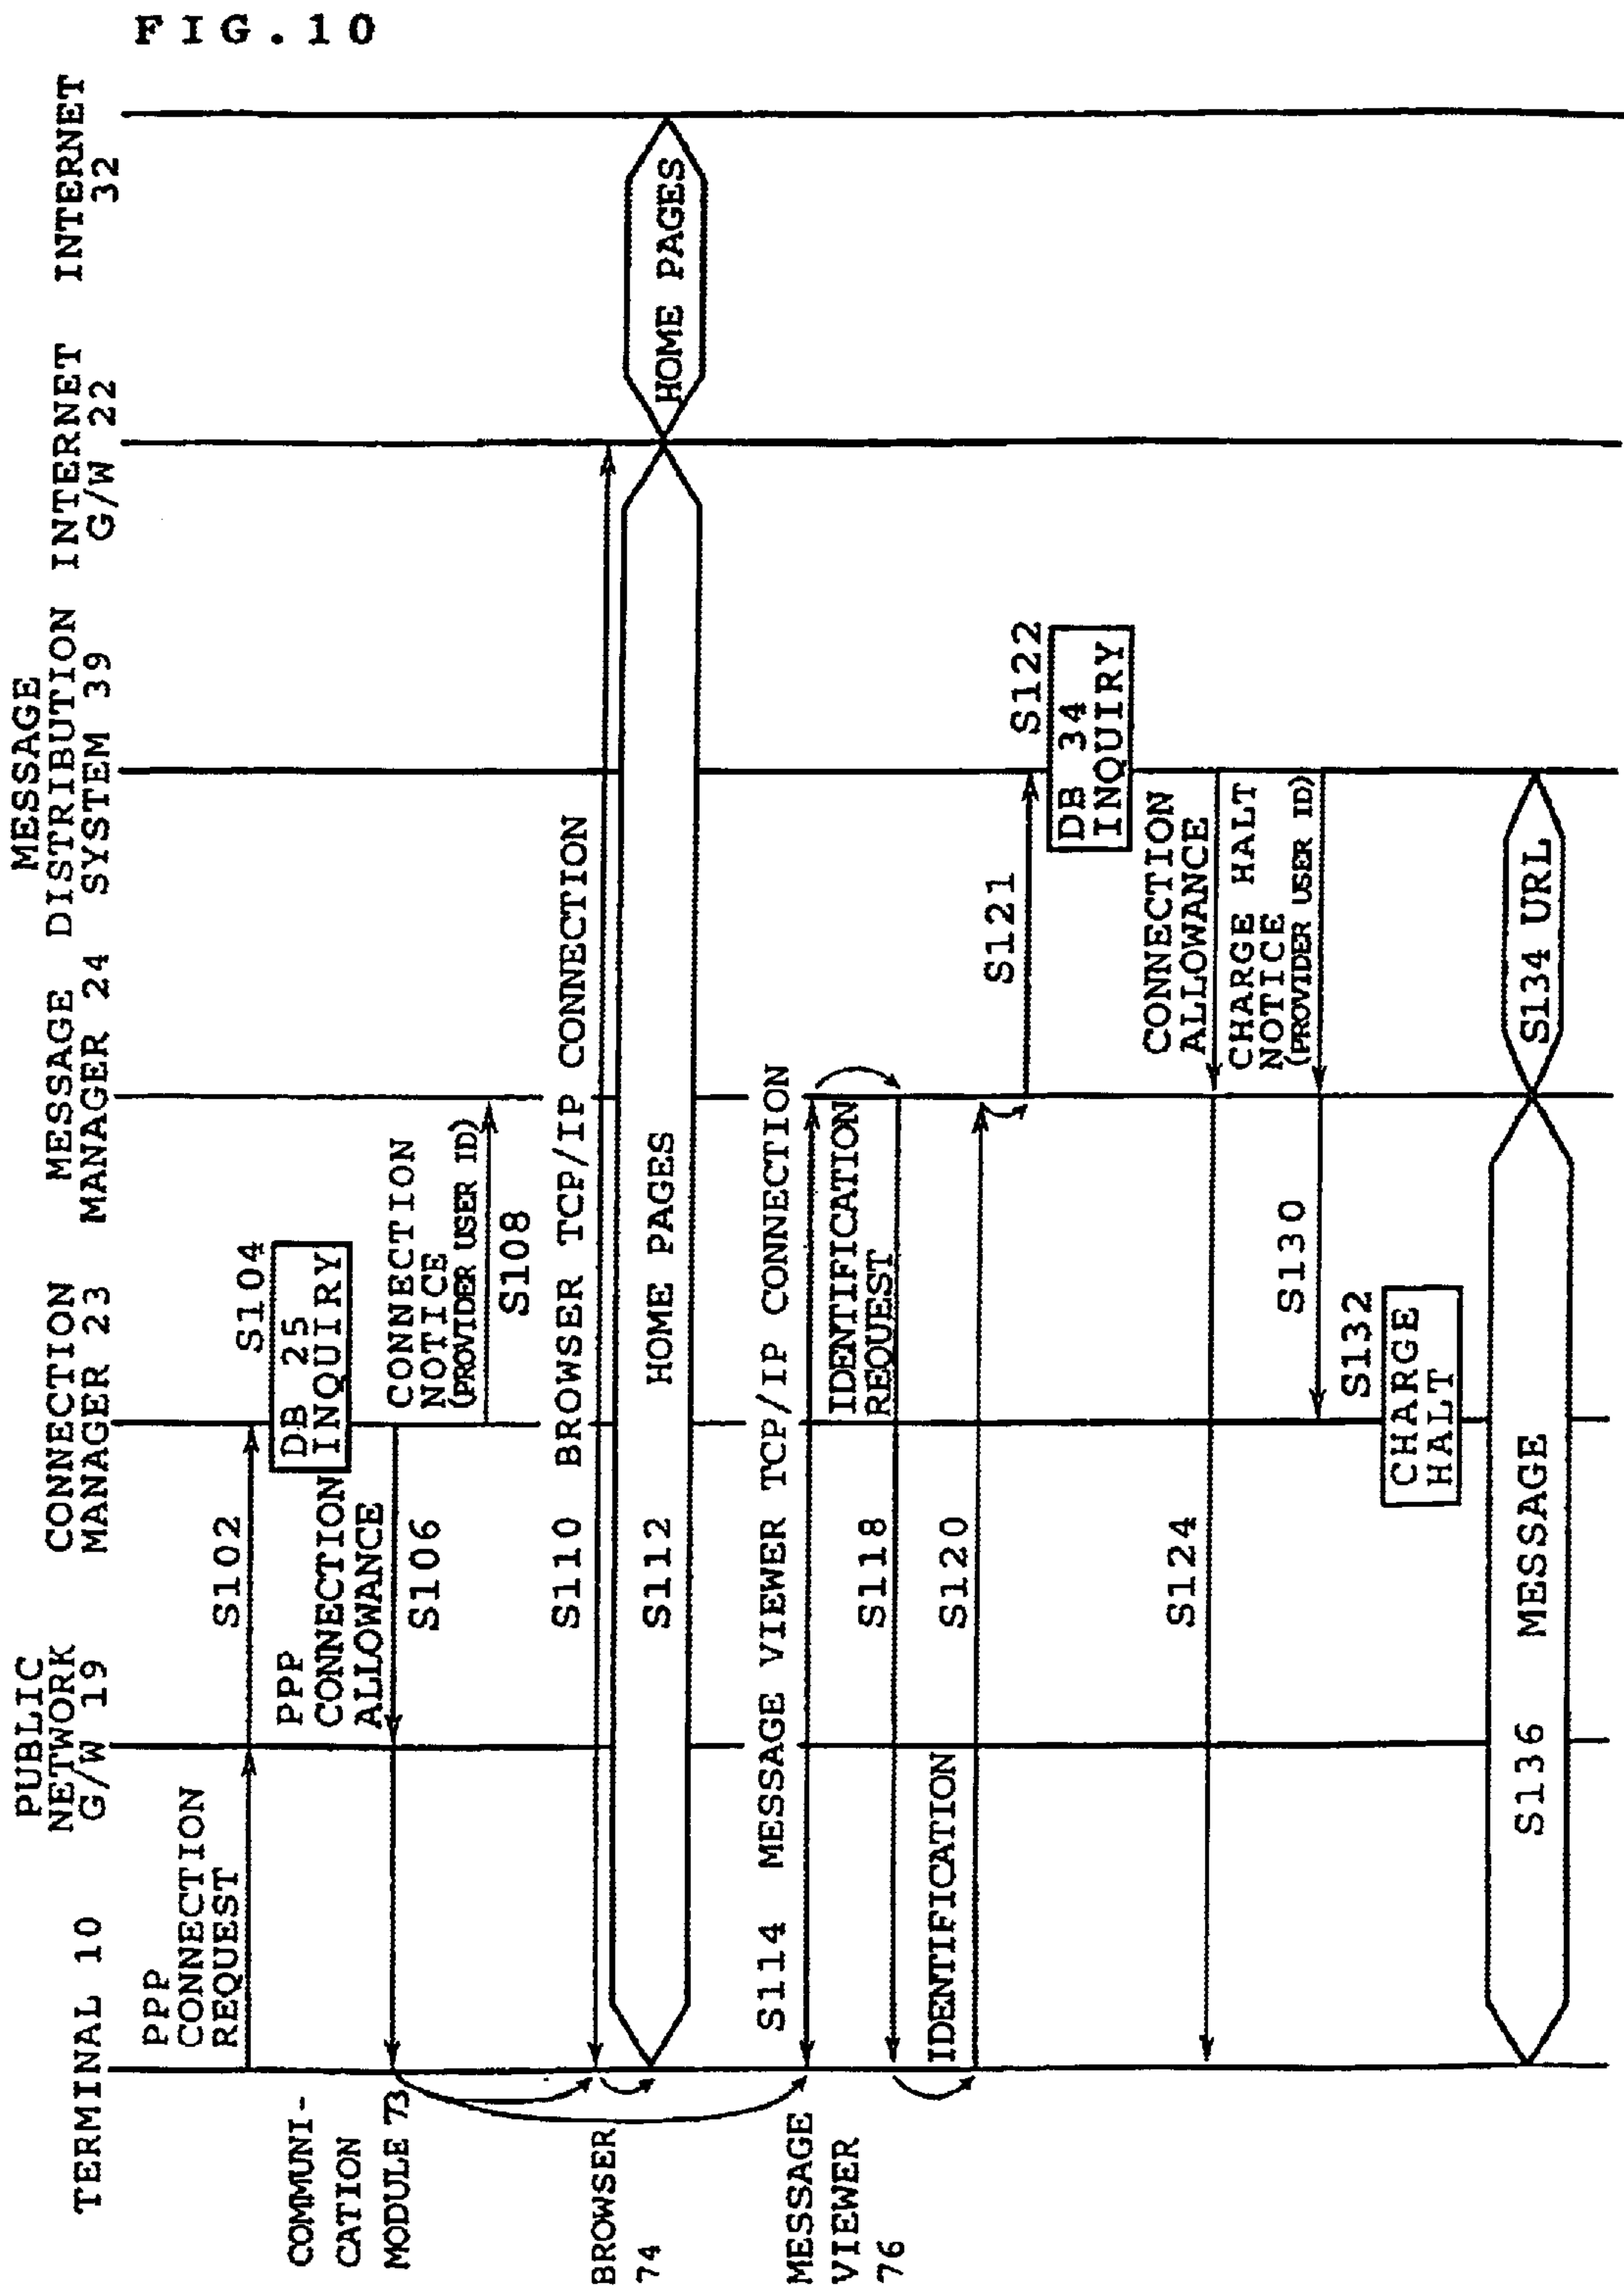 FIG.10
TERMINAL 10
PUBLIC
NETWORK
G/W 19
CONNECTION
MANAGER 23
MESSAGE
MANAGER 24
MESSAGE
DISTRIBUTION
SYSTEM 39
INTERNET
G/W 22
INTERNET
32
PPP
CONNECTION
REQUEST
S102
S104
DB 25
INQUIRY
COMMUNI-
CATION
MODULE 73
PPP
CONNECTION
ALLOWANCE
S106
CONNECTION
NOTICE
(PROVIDER USER ID)
S108
BROWSER
74
S110 BROWSER TCP/IP CONNECTION
S112 HOME PAGES
HOME PAGES
MESSAGE
VIEWER
76
S114 MESSAGE VIEWER TCP/IP CONNECTION
IDENTIFICATION
REQUEST
S118
IDENTIFICATION
S120
S121
S122
DB 34
INQUIRY
CONNECTION
ALLOWANCE
S124
CHARGE HALT
NOTICE
(PROVIDER USER ID)
S130
S132
CHARGE
HALT
S134 URL
S136 MESSAGE